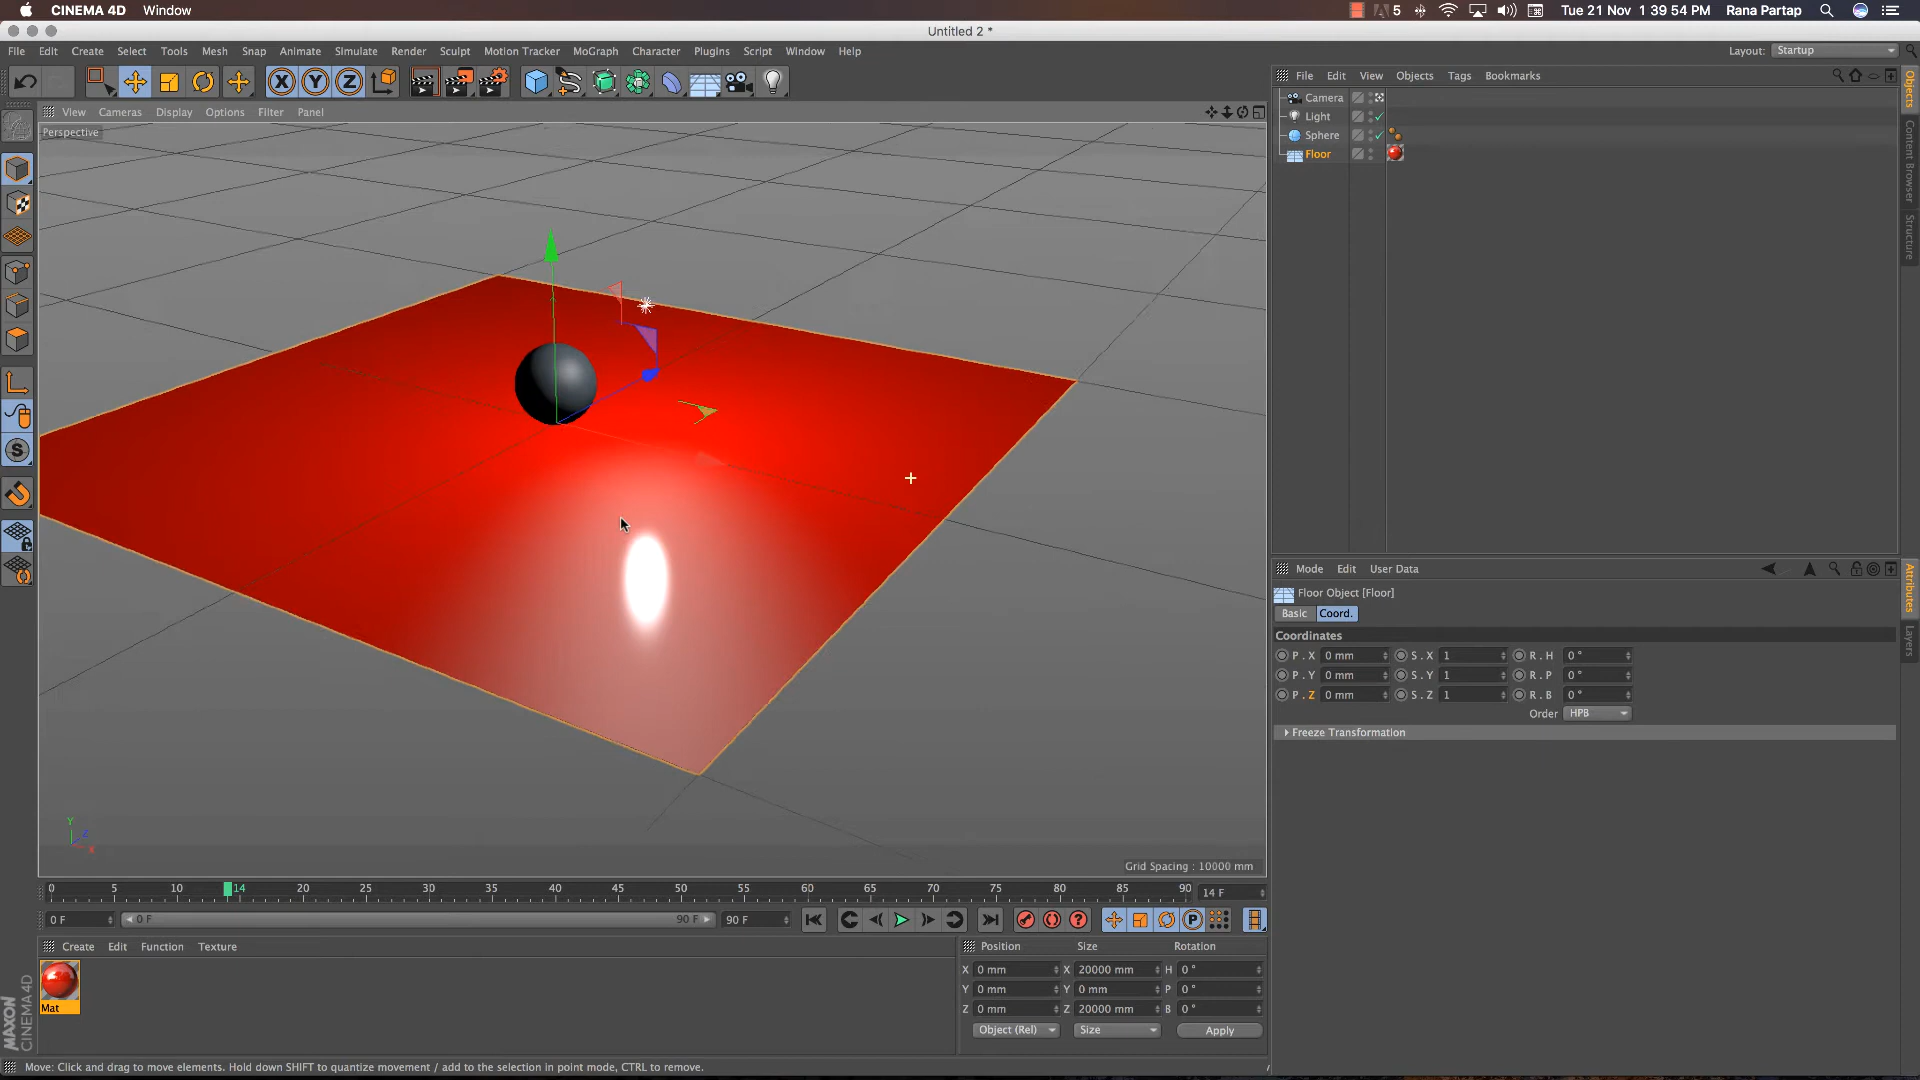 CINEMA 4D Window 5 Tue 21 Nov 1 39 54 PM Rana Partap
Untitled 2 *
File Edit Create Select Tools Mesh Snap Animate Simulate Render Sculpt Motion Tracker MoGraph Character Plugins Script Window Help Layout: Startup
X Y Z
File Edit View Objects Tags Bookmarks
Objects
Content Browser
Structure
View Cameras Display Options Filter Panel
Perspective
Camera
Light
Sphere
Floor
S
Y
Z
X
Grid Spacing : 10000 mm
Mode Edit User Data
Attributes
Layers
Floor Object [Floor]
Basic Coord.
Coordinates
P . X 0 mm S . X 1 R . H 0 °
P . Y 0 mm S . Y 1 R . P 0 °
P . Z 0 mm S . Z 1 R . B 0 °
Order HPB
Freeze Transformation
0 5 10 14 20 25 30 35 40 45 50 55 60 65 70 75 80 85 90 14 F
0 F 0 F 90 F 90 F P
Create Edit Function Texture
Mat
MAXON
CINEMA 4D
Position Size Rotation
X 0 mm X 20000 mm H 0 °
Y 0 mm Y 0 mm P 0 °
Z 0 mm Z 20000 mm B 0 °
Object (Rel) Size Apply
Move: Click and drag to move elements. Hold down SHIFT to quantize movement / add to the selection in point mode, CTRL to remove.